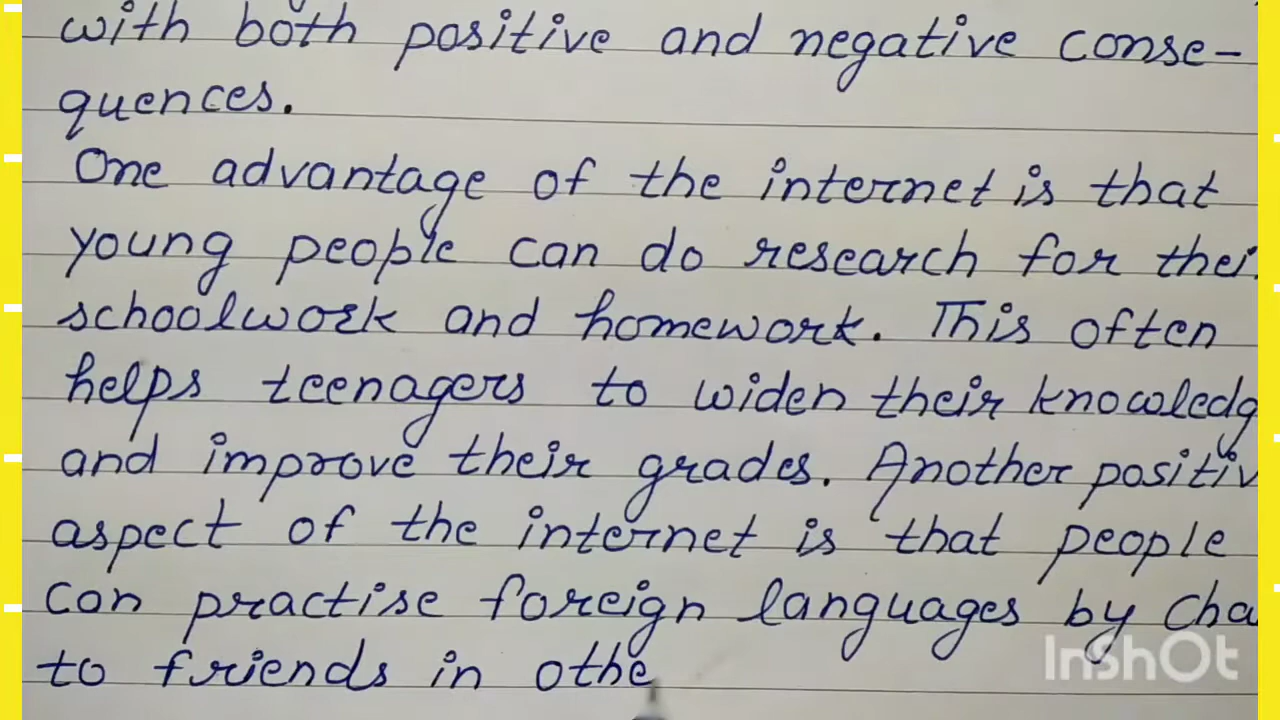 with both positive and negative conse-
quences.
One advantage of the internet is that
young people can do research for thei
schoolwork and homework. This often
helps teenagers to widen their knowledg
and improve their grades. Another positiv
aspect of the internet is that people
can practise foreign languages by cha
to friends in othe
InShOt